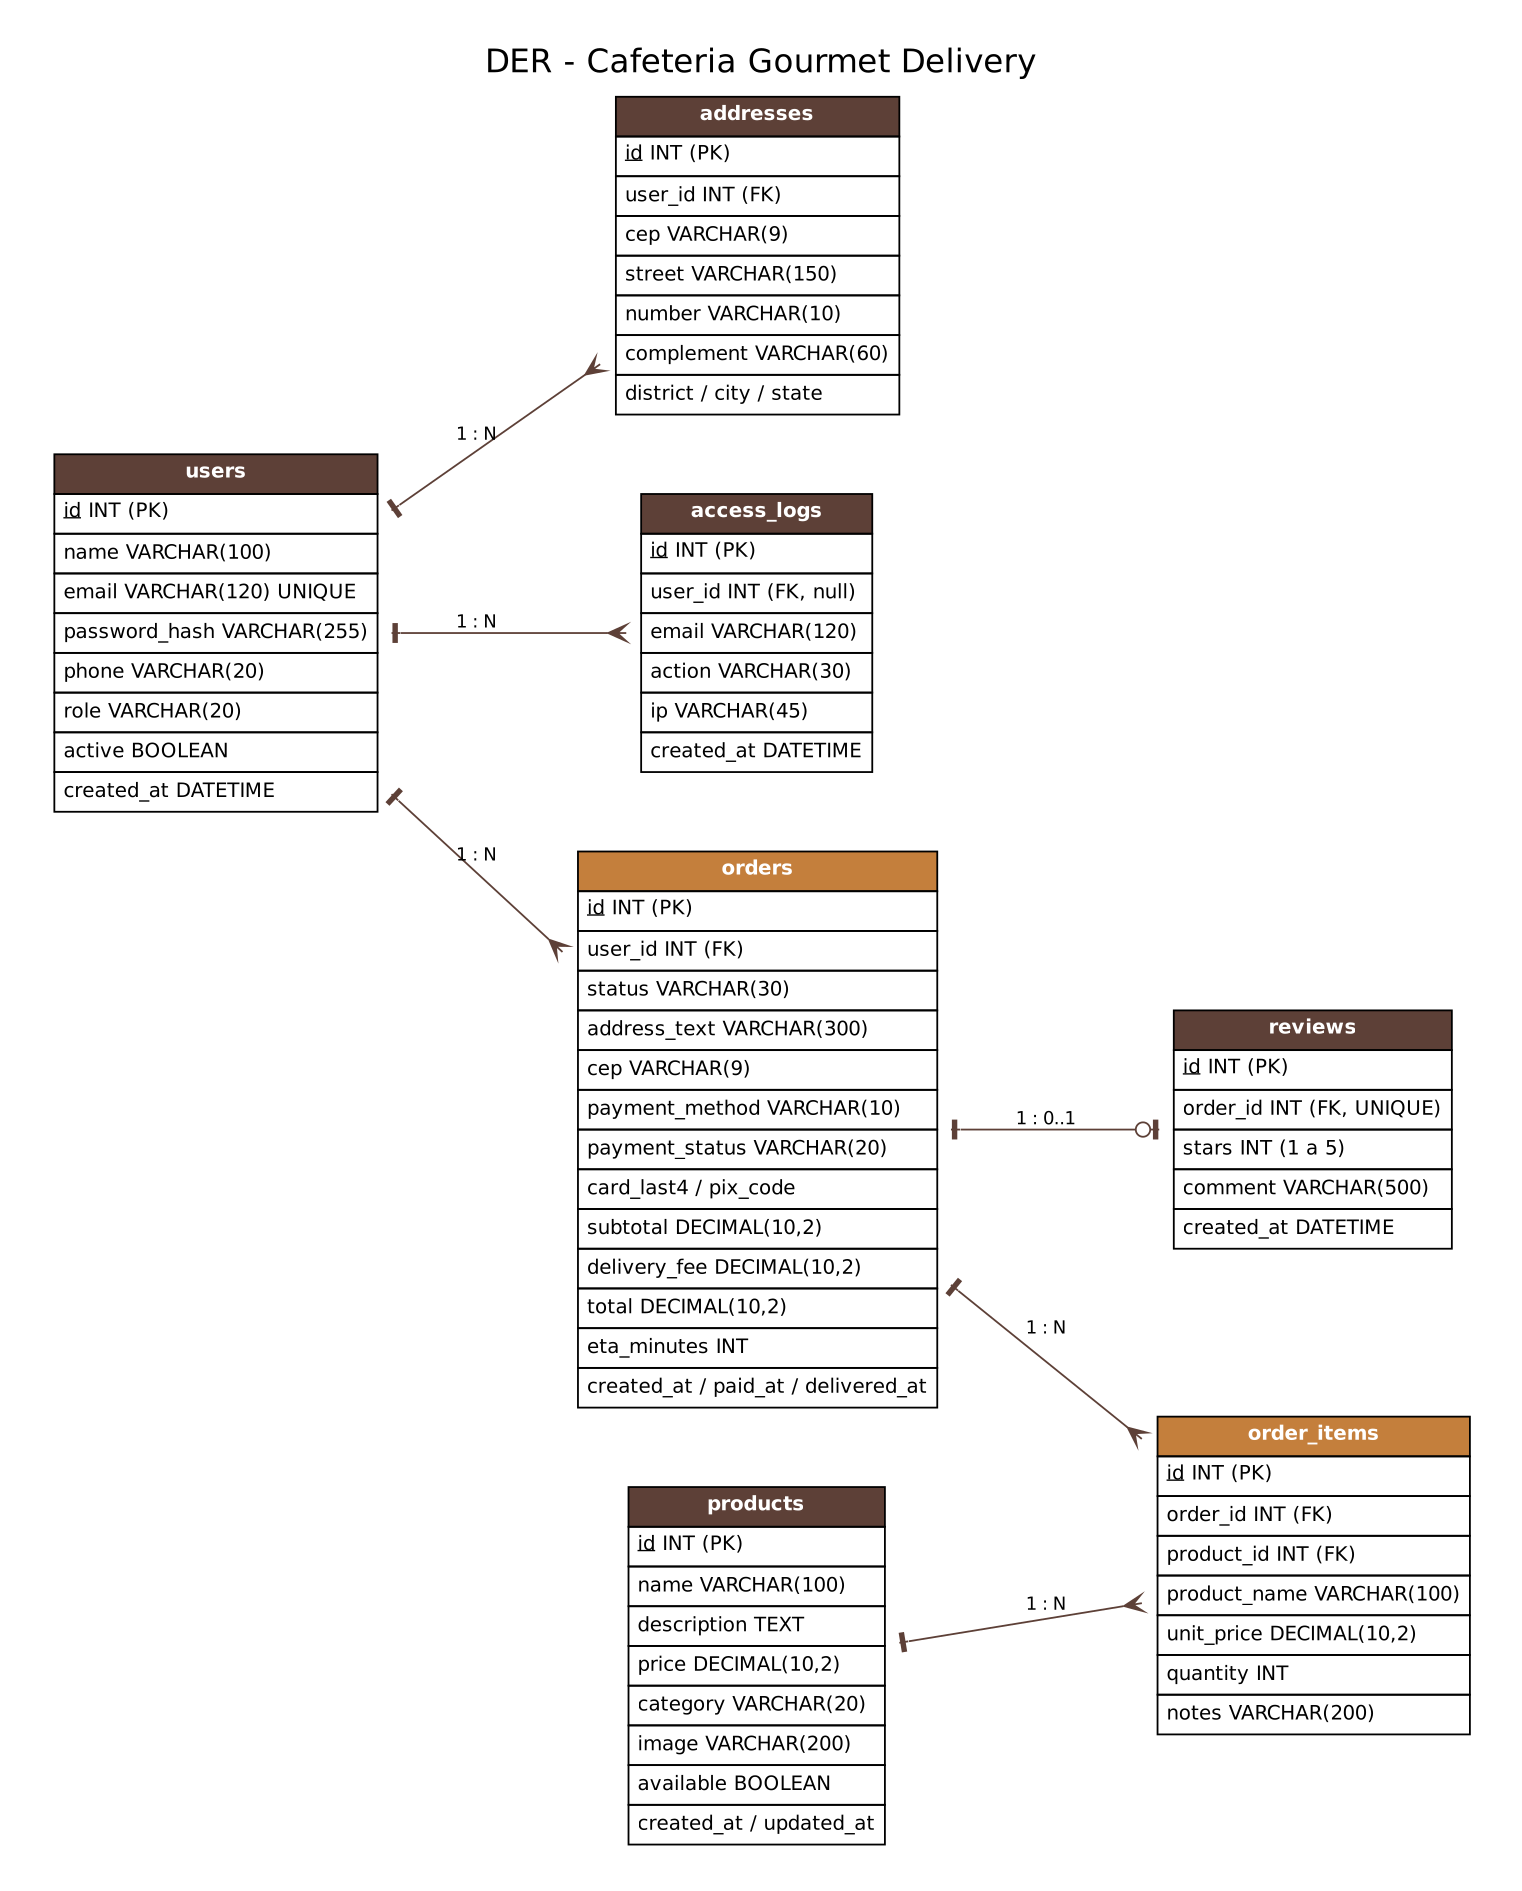 DER - Cafeteria Gourmet Delivery
addresses
id INT (PK)
user_id INT (FK)
cep VARCHAR(9)
street VARCHAR(150)
number VARCHAR(10)
complement VARCHAR(60)
district / city / state
1 : N
users
id INT (PK)
name VARCHAR(100)
email VARCHAR(120) UNIQUE
password_hash VARCHAR(255)
phone VARCHAR(20)
role VARCHAR(20)
active BOOLEAN
created_at DATETIME
1 : N
access_logs
id INT (PK)
user_id INT (FK, null)
email VARCHAR(120)
action VARCHAR(30)
ip VARCHAR(45)
created_at DATETIME
1 : N
orders
id INT (PK)
user_id INT (FK)
status VARCHAR(30)
address_text VARCHAR(300)
cep VARCHAR(9)
payment_method VARCHAR(10)
payment_status VARCHAR(20)
card_last4 / pix_code
subtotal DECIMAL(10,2)
delivery_fee DECIMAL(10,2)
total DECIMAL(10,2)
eta_minutes INT
created_at / paid_at / delivered_at
1 : 0..1
reviews
id INT (PK)
order_id INT (FK, UNIQUE)
stars INT (1 a 5)
comment VARCHAR(500)
created_at DATETIME
1 : N
order_items
id INT (PK)
order_id INT (FK)
product_id INT (FK)
product_name VARCHAR(100)
unit_price DECIMAL(10,2)
quantity INT
notes VARCHAR(200)
products
id INT (PK)
name VARCHAR(100)
description TEXT
price DECIMAL(10,2)
category VARCHAR(20)
image VARCHAR(200)
available BOOLEAN
created_at / updated_at
1 : N